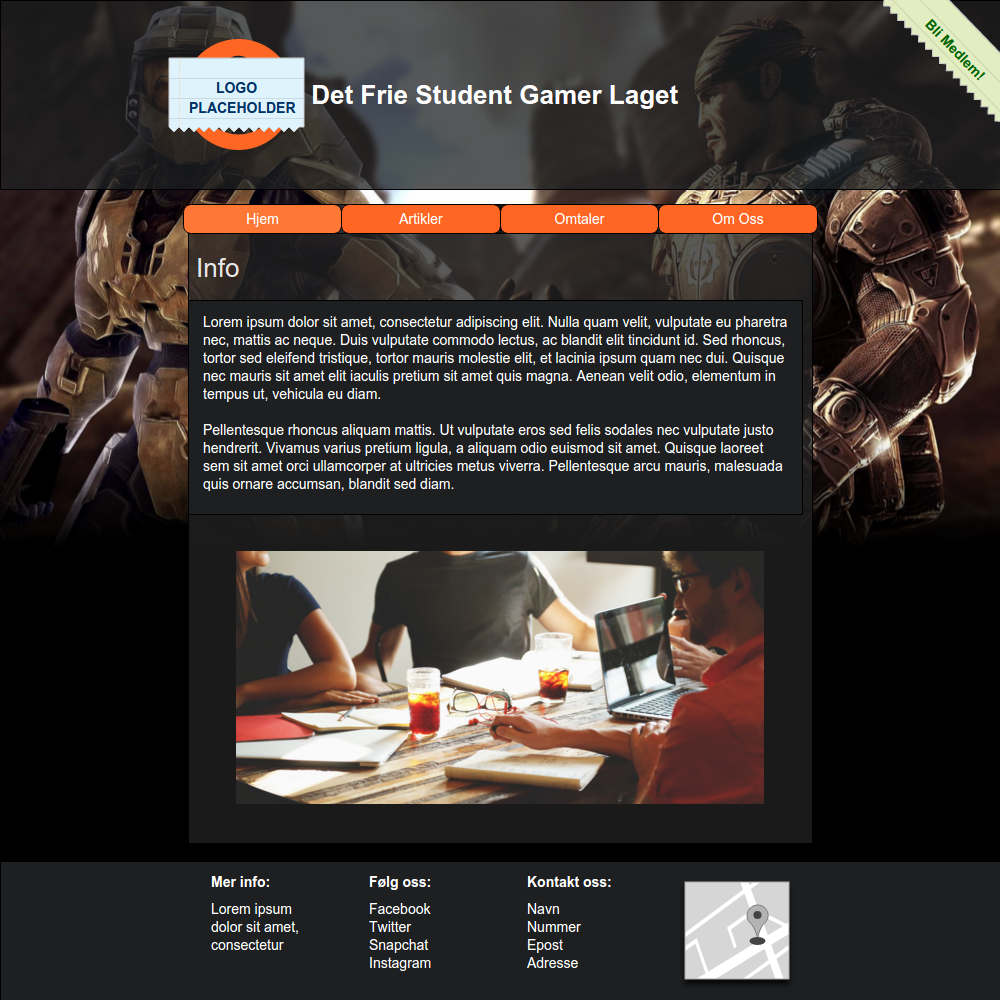 Bli Medlem!
LOGO
PLACEHOLDER
Det Frie Student Gamer Laget
Hjem
Artikler
Omtaler
Om Oss
Info
Lorem ipsum dolor sit amet, consectetur adipiscing elit. Nulla quam velit, vulputate eu pharetra
nec, mattis ac neque. Duis vulputate commodo lectus, ac blandit elit tincidunt id. Sed rhoncus,
tortor sed eleifend tristique, tortor mauris molestie elit, et lacinia ipsum quam nec dui. Quisque
nec mauris sit amet elit iaculis pretium sit amet quis magna. Aenean velit odio, elementum in
tempus ut, vehicula eu diam.
Pellentesque rhoncus aliquam mattis. Ut vulputate eros sed felis sodales nec vulputate justo
hendrerit. Vivamus varius pretium ligula, a aliquam odio euismod sit amet. Quisque laoreet
sem sit amet orci ullamcorper at ultricies metus viverra. Pellentesque arcu mauris, malesuada
quis ornare accumsan, blandit sed diam.
Mer info:
Lorem ipsum
dolor sit amet,
consectetur
Følg oss:
Facebook
Twitter
Snapchat
Instagram
Kontakt oss:
Navn
Nummer
Epost
Adresse